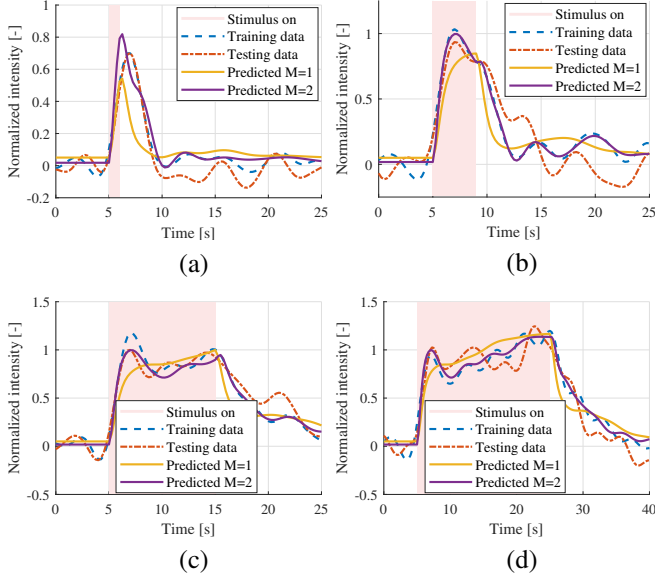 1
0.8
0.6
0.4
0.2
0
0.2
Normalized intensity [-]
0 5 10 15 20 25
Time [s]
Stimulus on
Training data
Testing data
Predicted M=1
Predicted M=2
(a)
1
0.5
0
Normalized intensity [-]
0 5 10 15 20 25
Time [s]
Stimulus on
Training data
Testing data
Predicted M=1
Predicted M=2
(b)
1.5
1
0.5
0
-0.5
Normalized intensity [-]
0 5 10 15 20 25
Time [s]
Stimulus on
Training data
Testing data
Predicted M=1
Predicted M=2
(c)
1.5
1
0.5
0
-0.5
Normalized intensity [-]
0 10 20 30 40
Time [s]
Stimulus on
Training data
Testing data
Predicted M=1
Predicted M=2
(d)